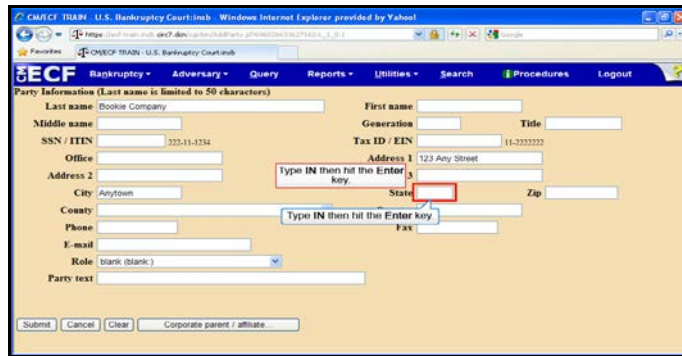 CM/ECF TRAIN - U.S. Bankruptcy Court:insb - Windows Internet Explorer provided by Yahoo!
Google
Favorites CM/ECF TRAIN - U.S. Bankruptcy Court:insb
ECF Bankruptcy Adversary Query Reports Utilities Search Procedures Logout ?
Party Information (Last name is limited to 50 characters)
Last name Bookie Company First name
Middle name Generation Title
SSN / ITIN 222-11-1234 Tax ID / EIN 11-2222222
Office Address 1 123 Any Street
Address 2 Type IN then hit the Enter key. 3
City Anytown State Zip
County Type IN then hit the Enter key.
Phone Fax
E-mail
Role blank (blank:)
Party text
Submit Cancel Clear Corporate parent / affiliate...